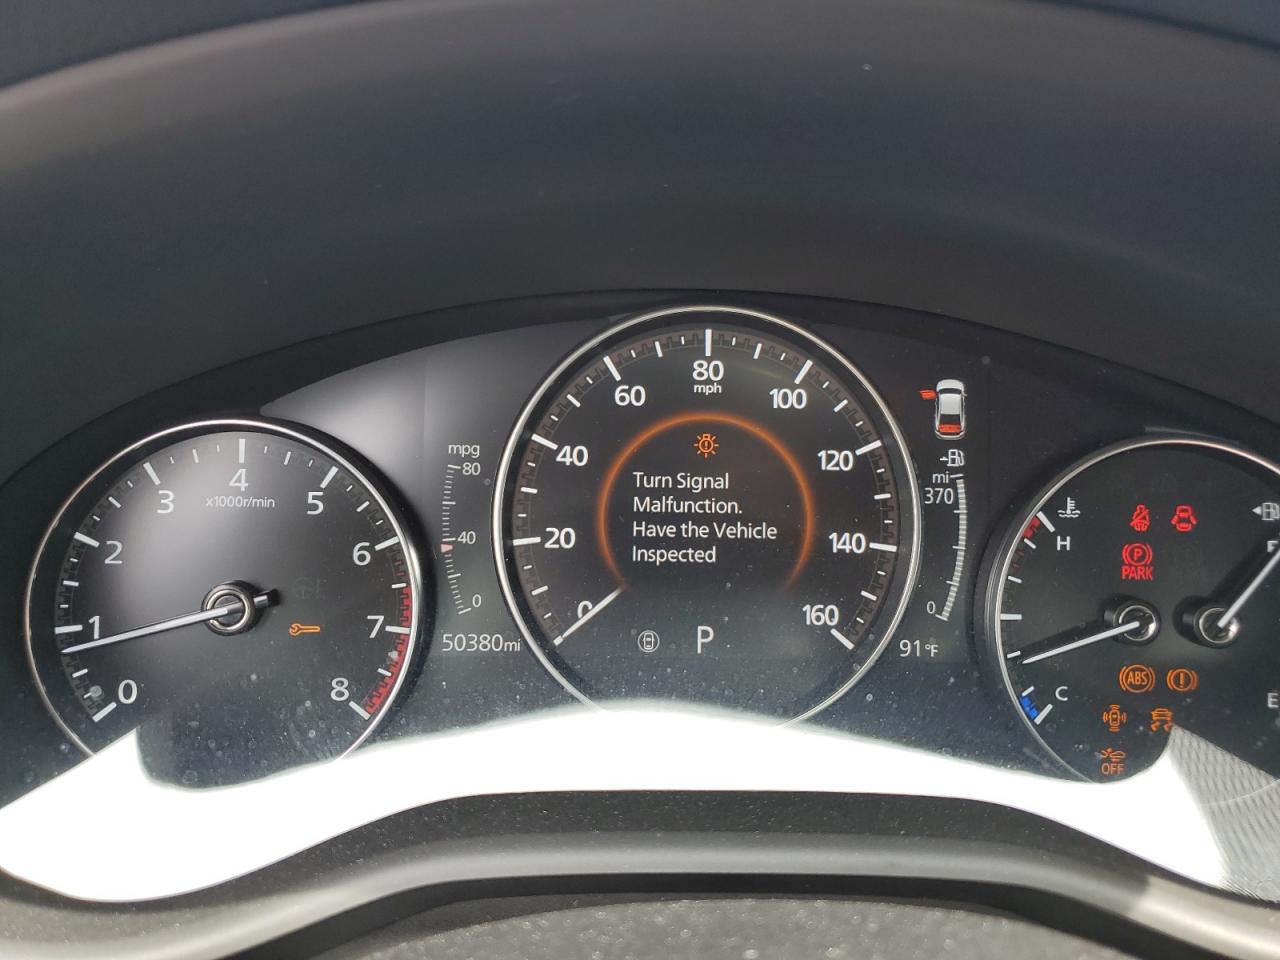 0
1
2
3
4
x1000r/min
5
6
7
8
mpg
80
40
0
50380mi
0
20
40
60
80
mph
100
120
140
160
Turn Signal
Malfunction.
Have the Vehicle
Inspected
P
mi
370
0
91°F
H
C
P
PARK
ABS
OFF
E